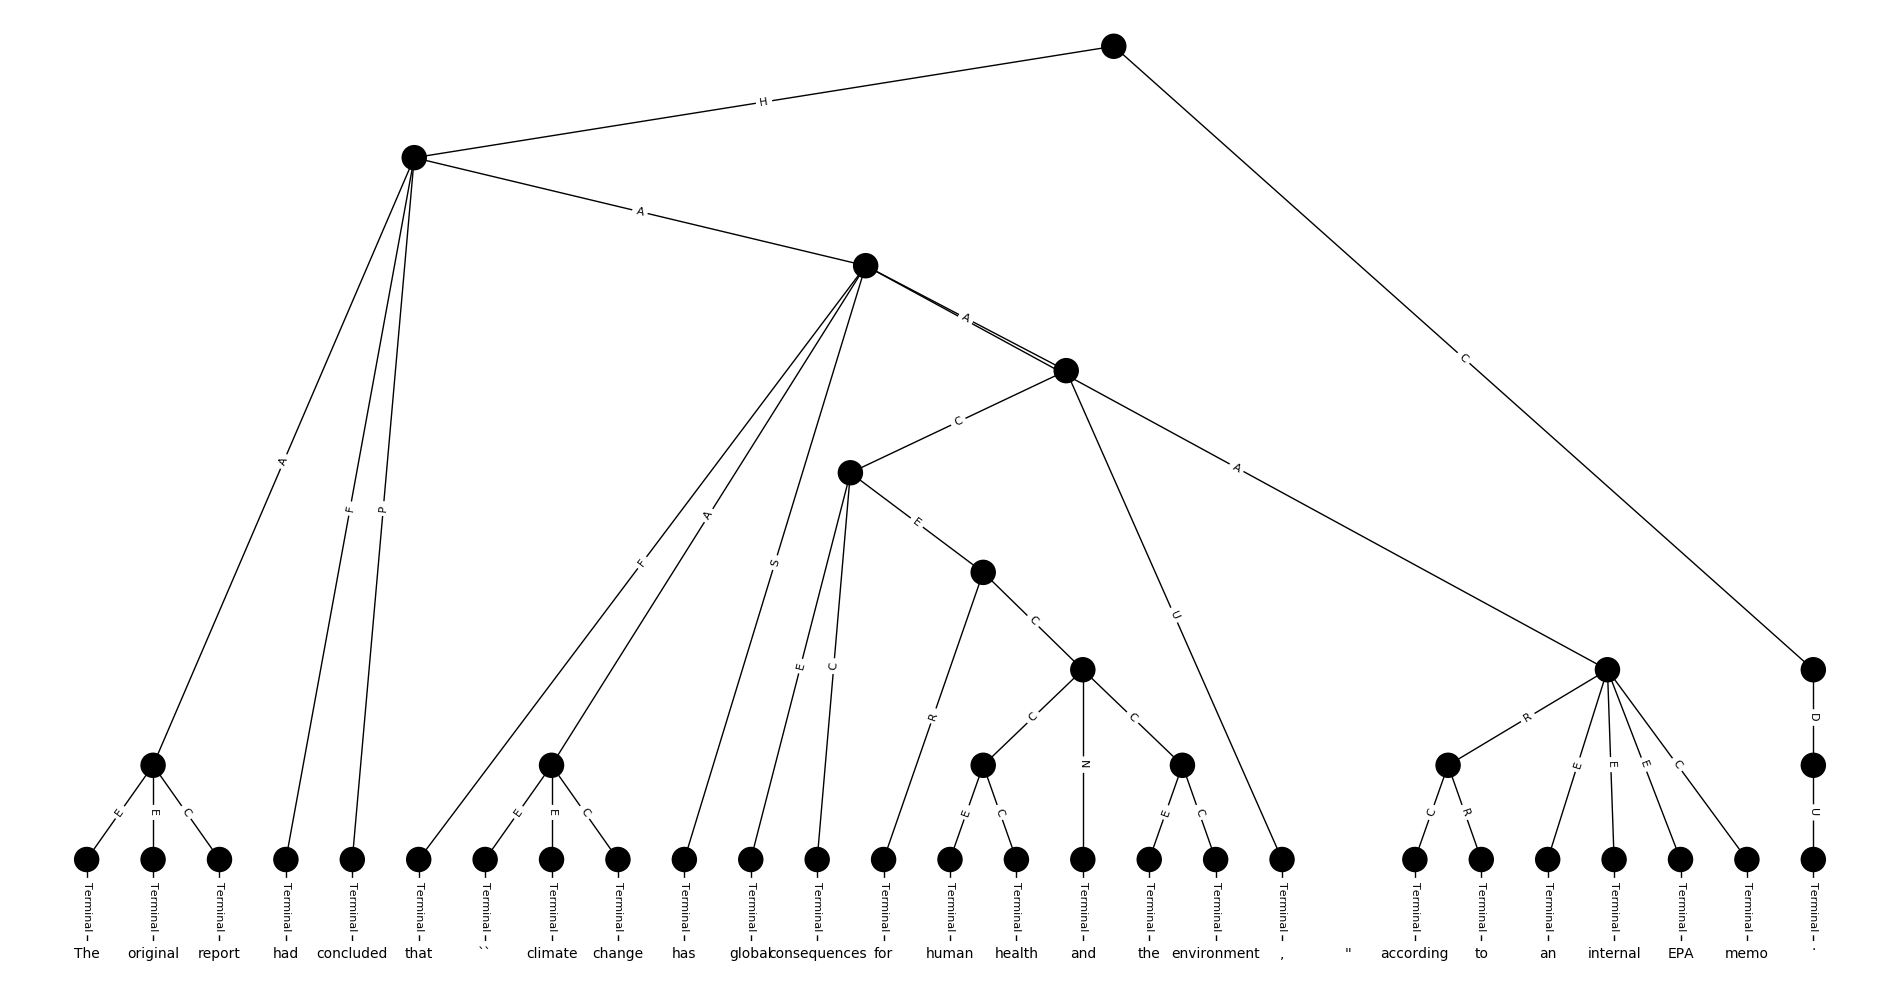 H
A
A
C
A
F
P
C
A
E
F
A
S
C
U
A
E
C
R
C
N
C
R
E
E
E
C
D
E
E
C
E
E
C
E
C
E
C
C
R
U
Terminal Terminal Terminal Terminal Terminal Terminal Terminal Terminal Terminal Terminal Terminal Terminal Terminal Terminal Terminal Terminal Terminal Terminal Terminal Terminal Terminal Terminal Terminal Terminal Terminal Terminal
The original report had concluded that `` climate change has global consequences for human health and the environment , " according to an internal EPA memo .